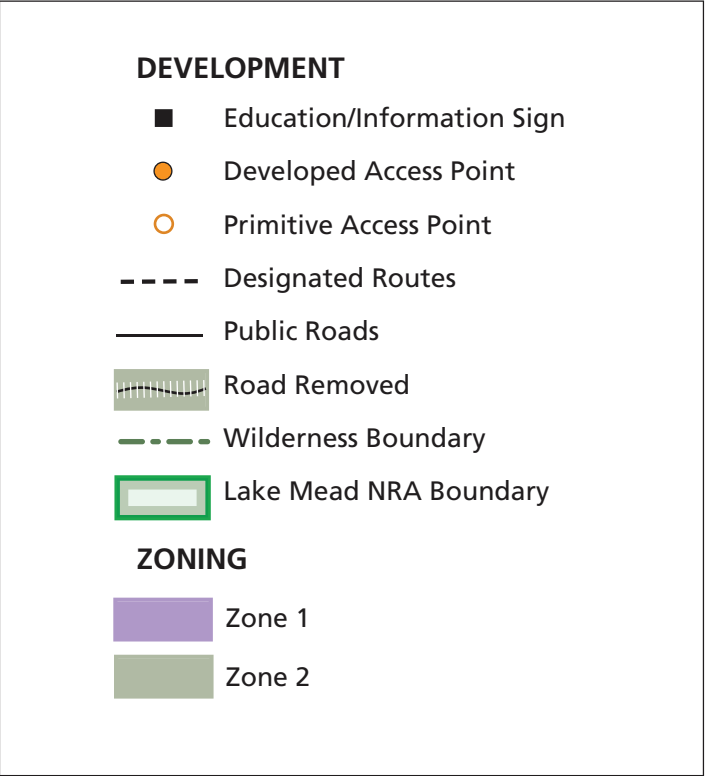 DEVELOPMENT
Education/Information Sign
Developed Access Point
Primitive Access Point
Designated Routes
Public Roads
Road Removed
Wilderness Boundary
Lake Mead NRA Boundary
ZONING
Zone 1
Zone 2